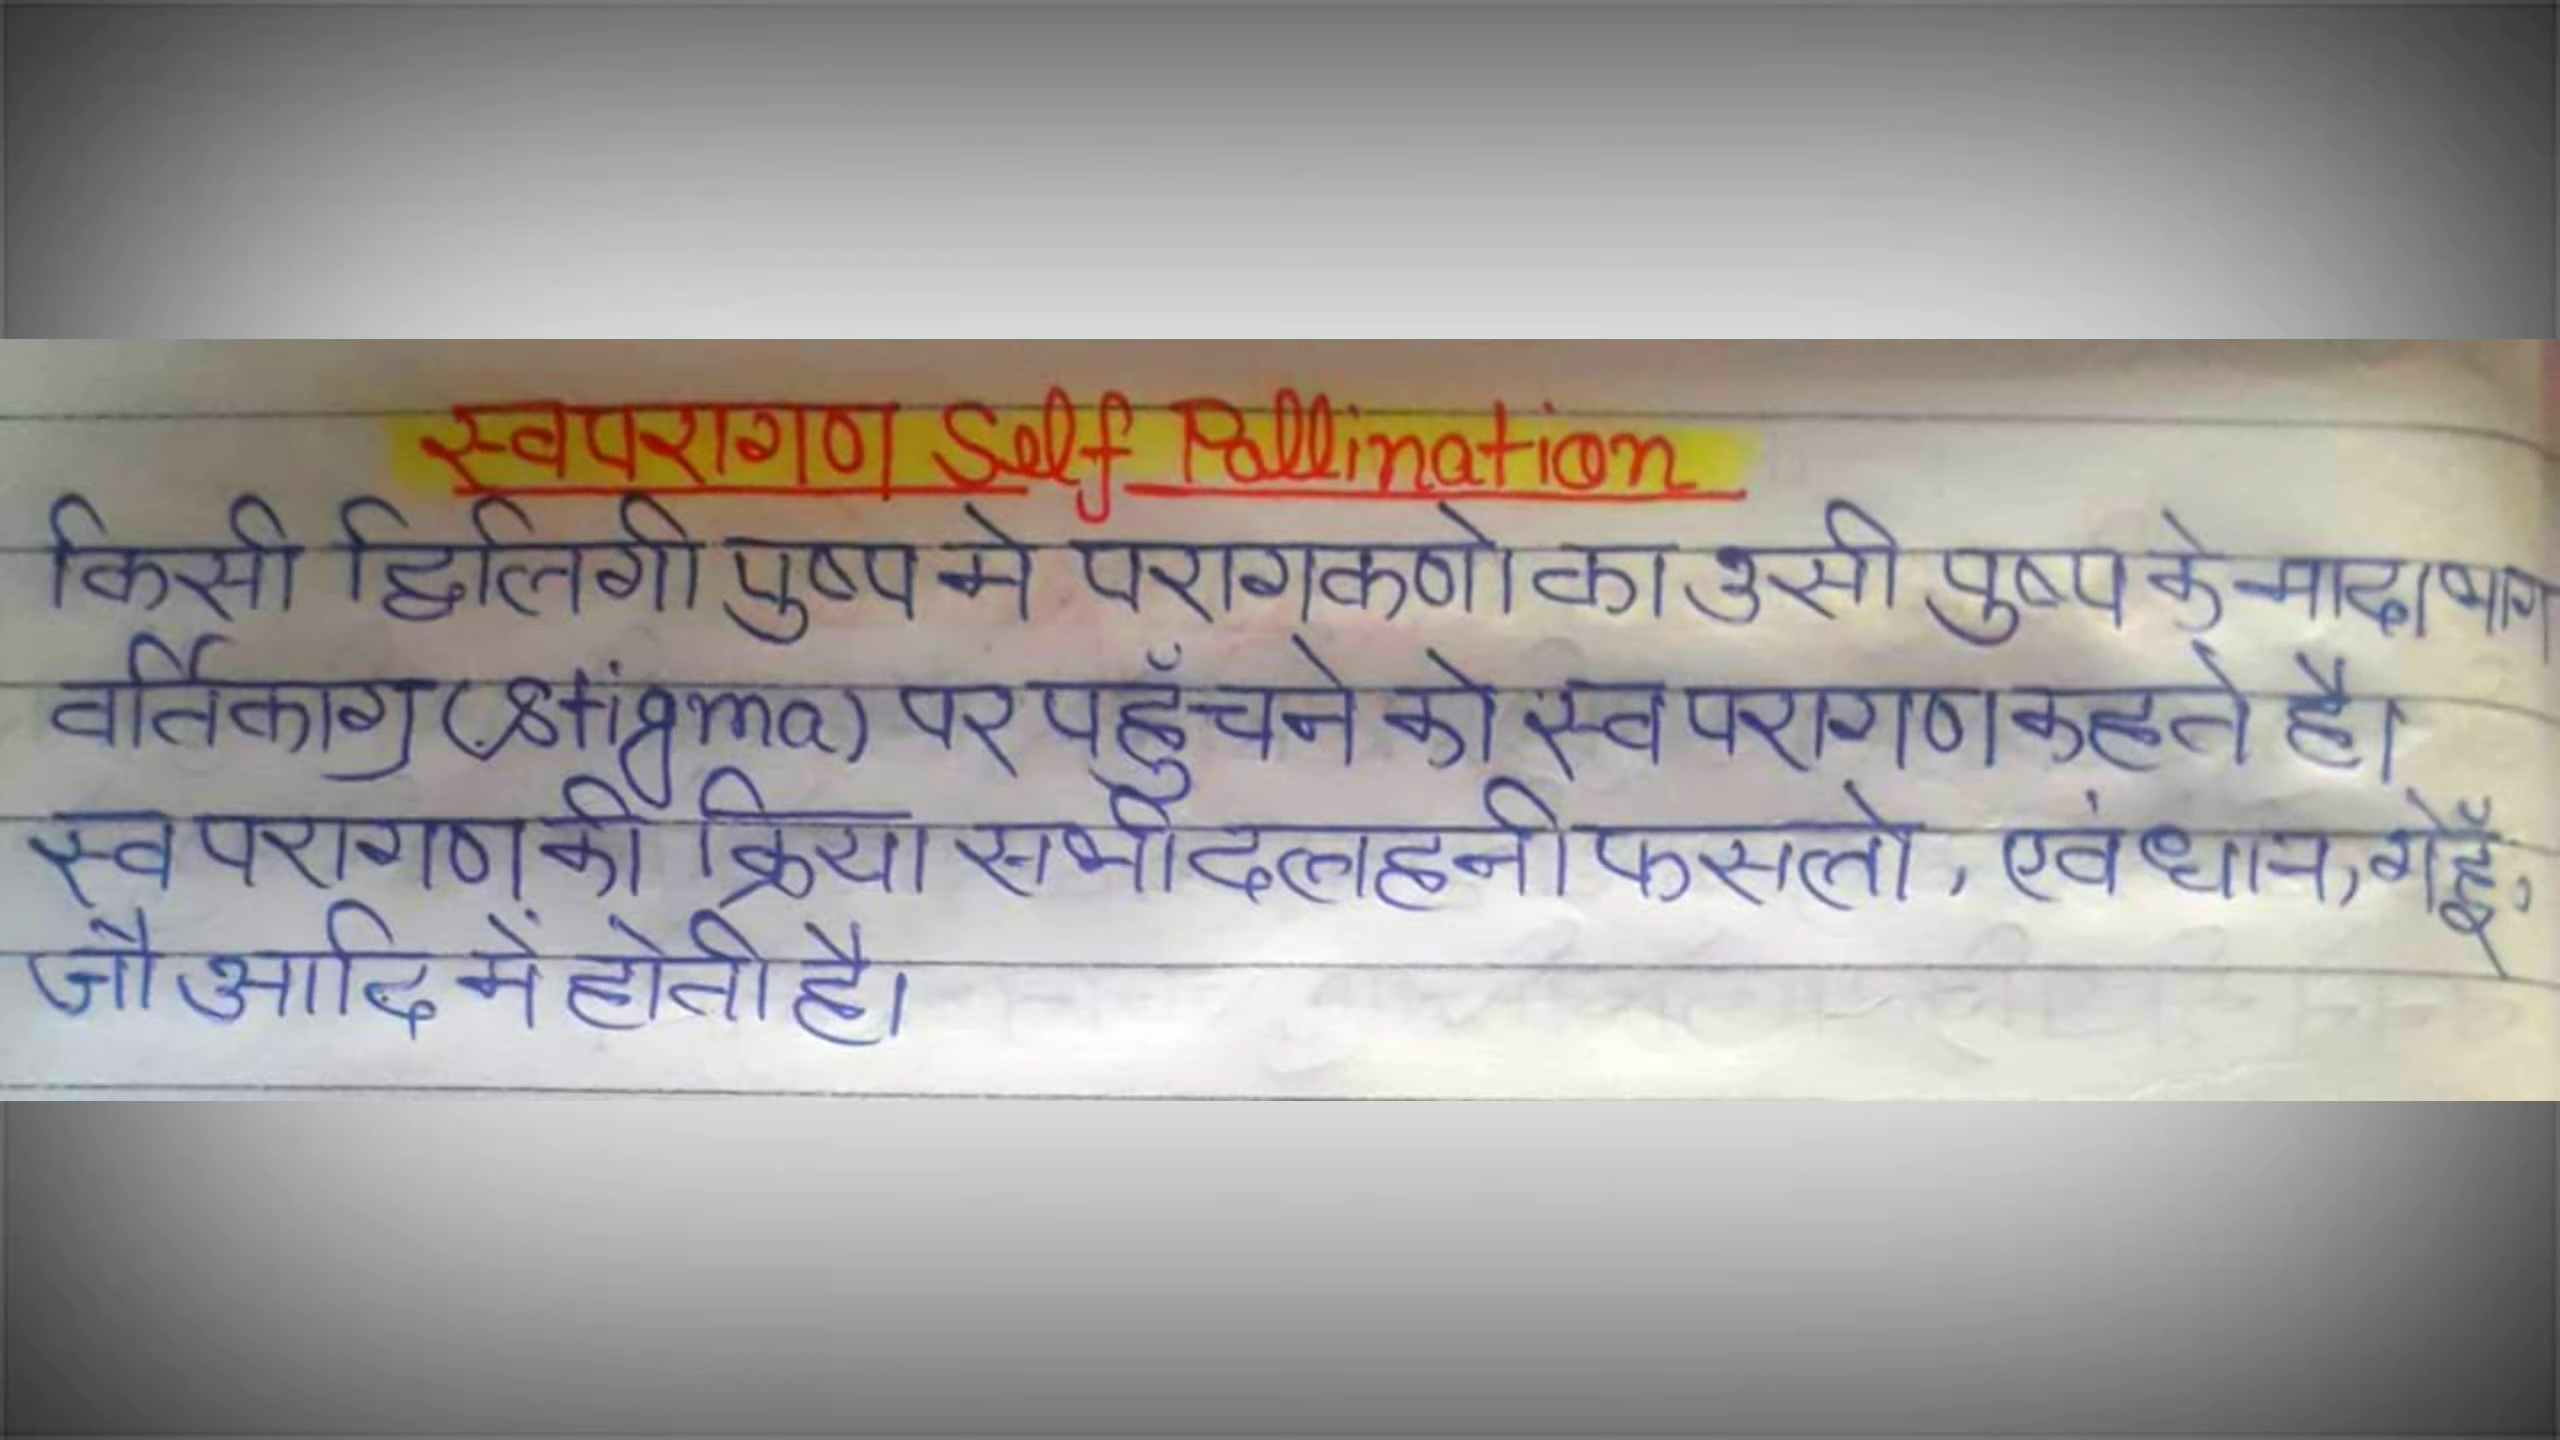 स्वपरागण Self Pollination
किसी द्विलिगी पुष्प मे परागकणो का उसी पुष्प के मादा भाग
वर्तिकाग्र (Stigma) पर पहुँचने को स्व परागण कहते है।
स्व परागण की क्रिया सभी दलहनी फसलो, एवं धान, गेहूँ,
जौ आदि में होती है।